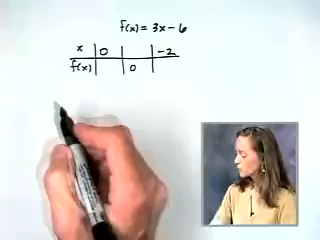 f(x) = 3x - 6
x 0 -2
f(x) 0